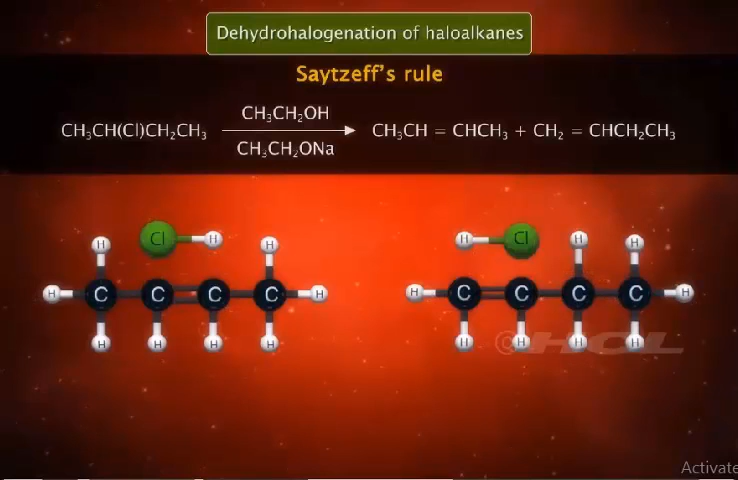 Dehydrohalogenation of haloalkanes
Saytzeff's rule
CH₃CH₂OH
CH₃CH(Cl)CH₂CH₃ CH₃CH = CHCH₃ + CH₂ = CHCH₂CH₃
CH₃CH₂ONa
Cl H H Cl
H H H H
H C C C C H H C C C C H
H H H H H H H H
©HCL
Activate